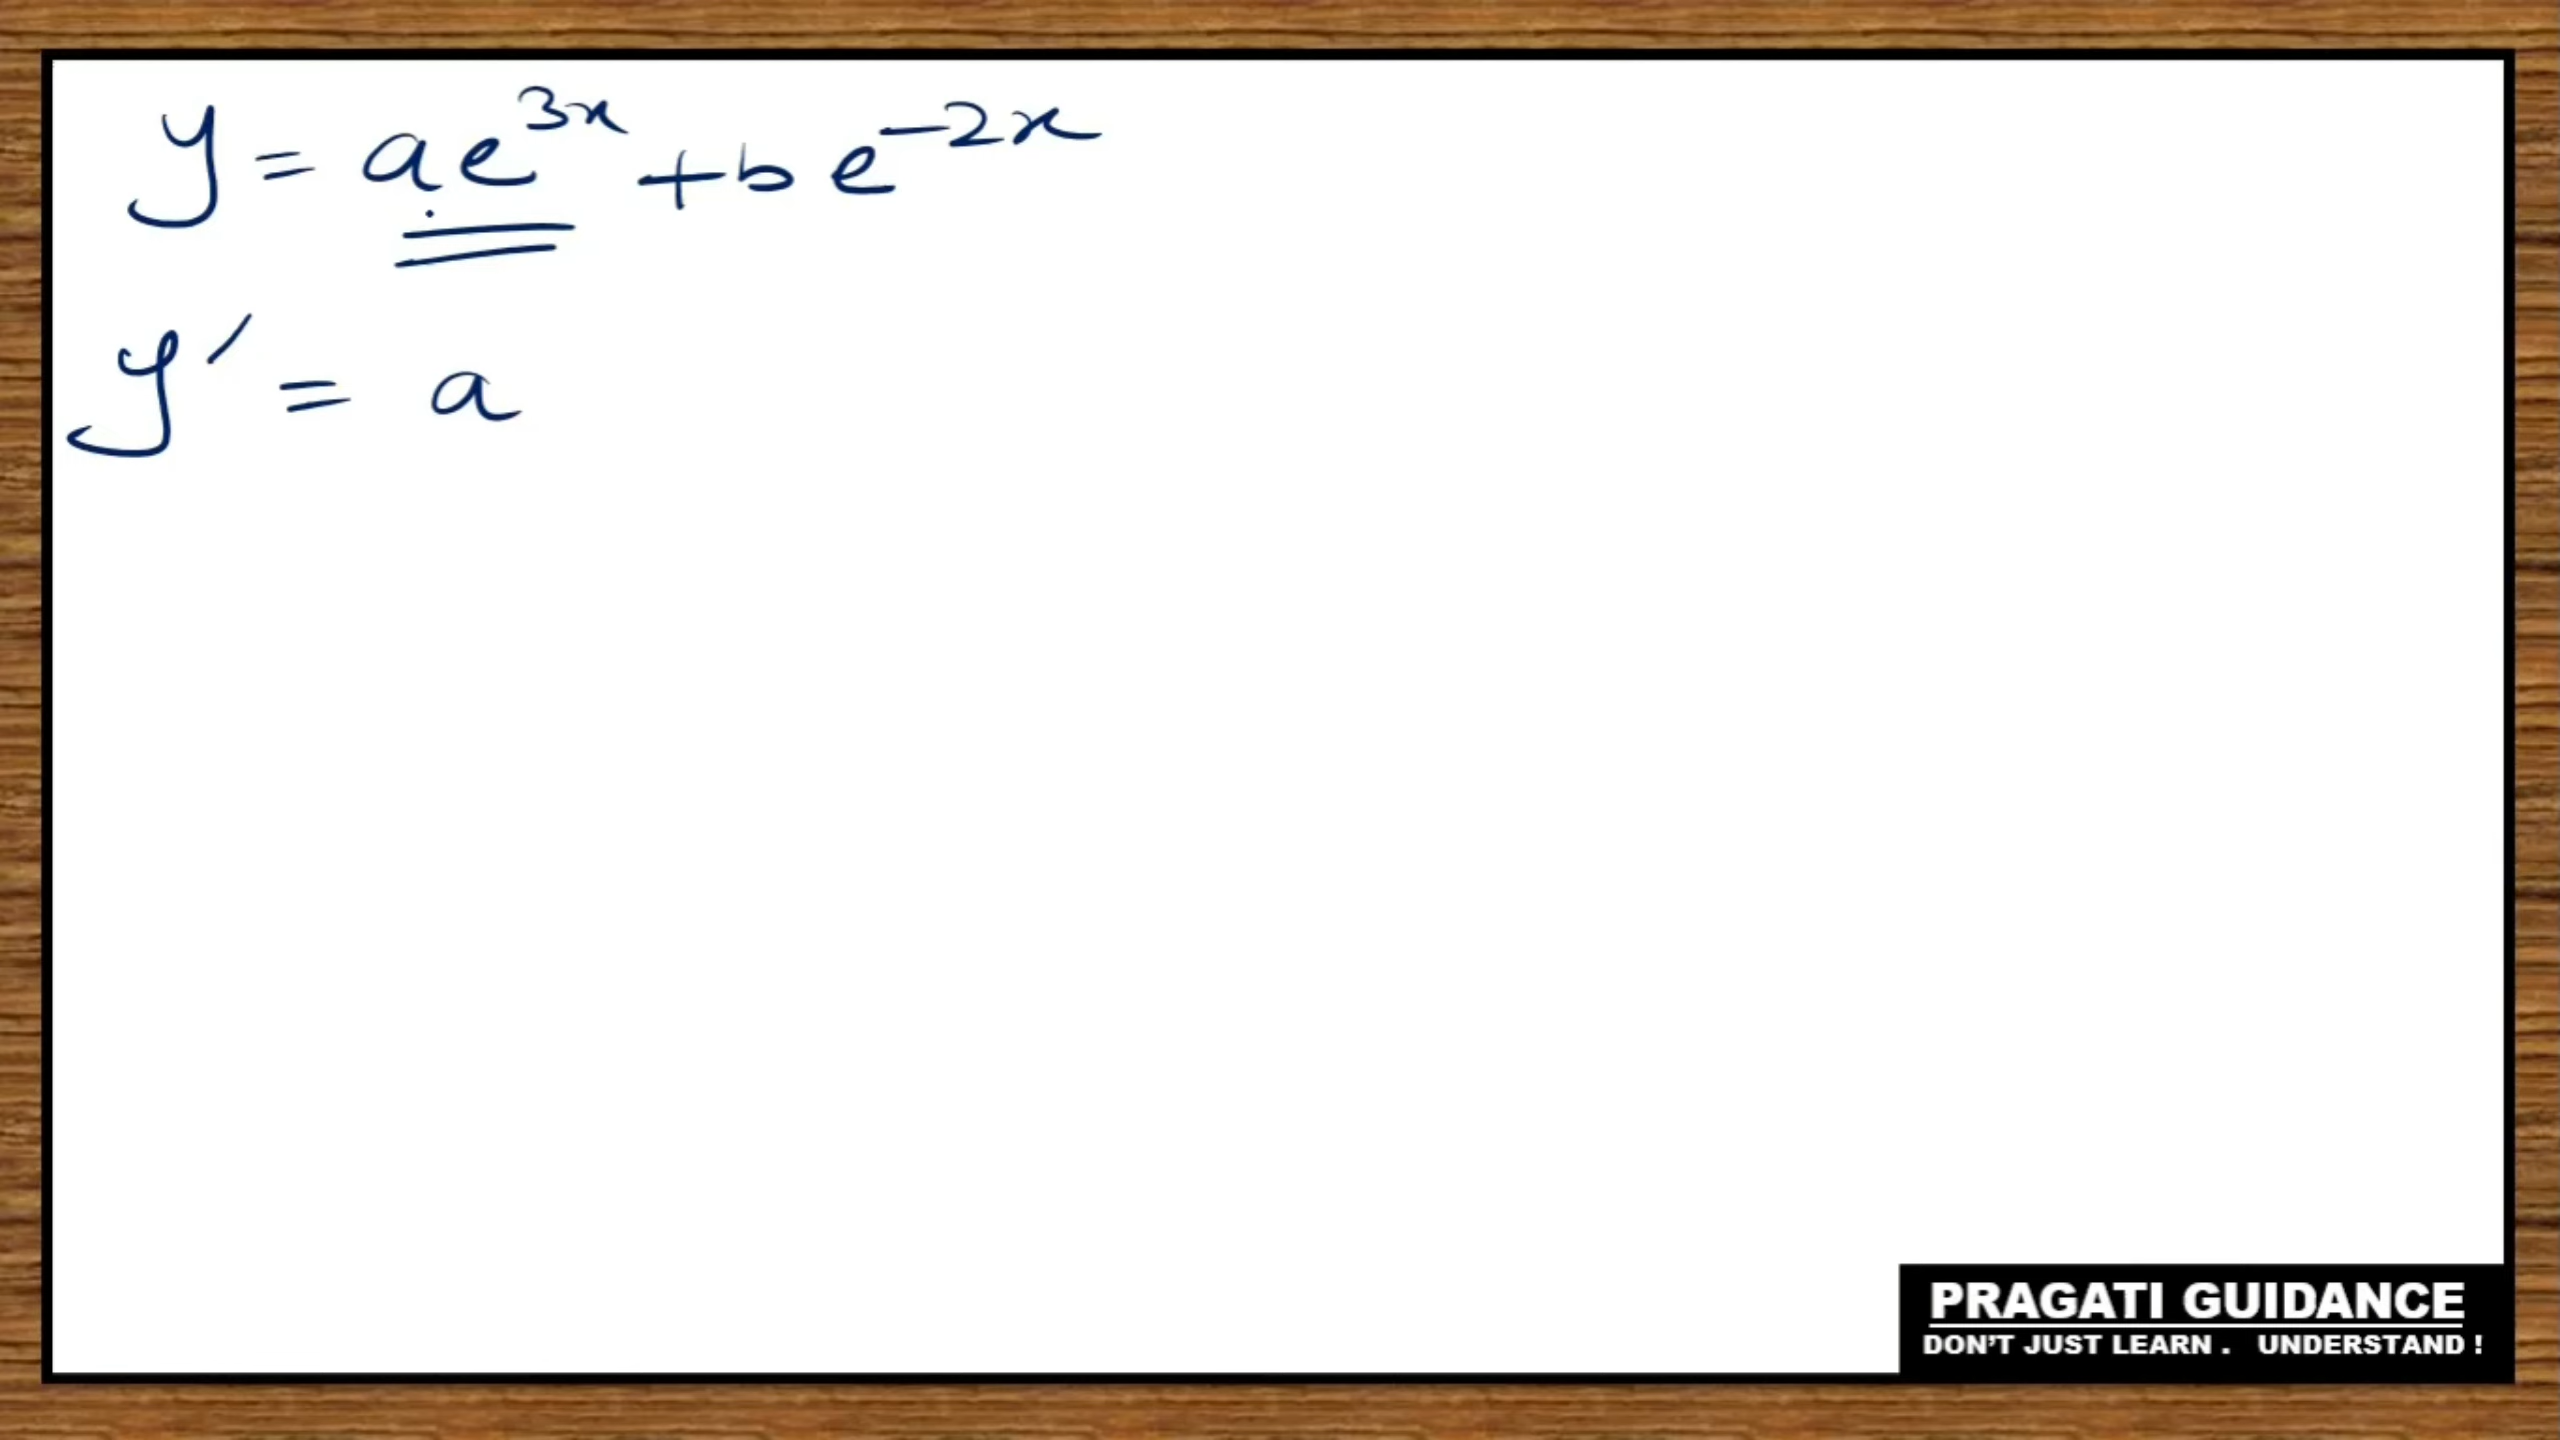 y = ae^{3x} + be^{-2x}
y' = a
PRAGATI GUIDANCE
DON'T JUST LEARN . UNDERSTAND !